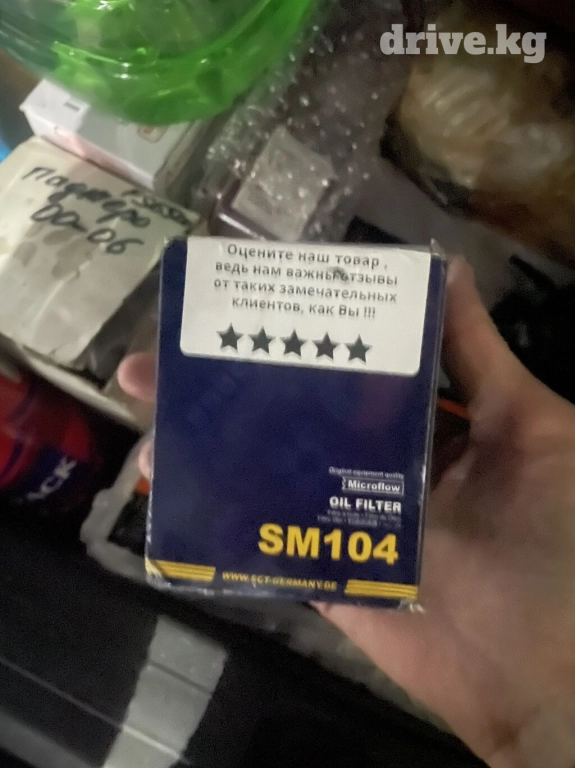 drive.kg
паджеро
00-06
Оцените наш товар ,
ведь нам важны отзывы
от таких замечательных
клиентов, как Вы !!!
Original equipment quality
Microflow
OIL FILTER
SM104
WWW.SCT-GERMANY.DE
ACK